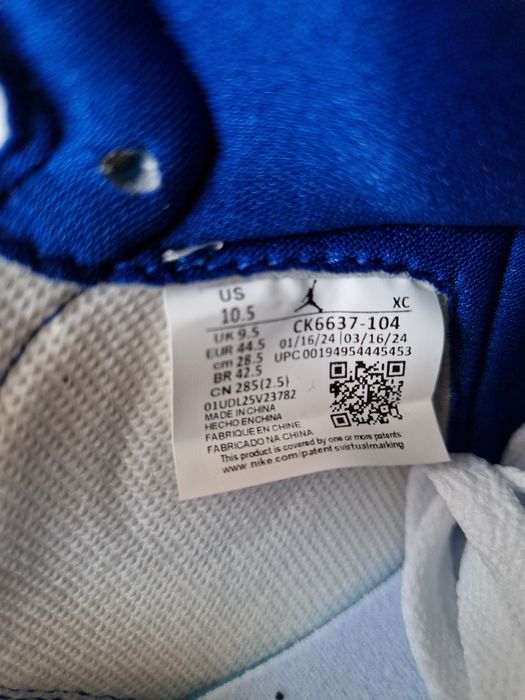 US
10.5
UK 9.5
EUR 44.5
cm 28.5
BR 42.5
CN 285(2.5)
01UDL25V23782
MADE IN CHINA
HECHO EN CHINA
FABRIQUE EN CHINE
FABRICADO NA CHINA
XC
CK6637-104
01/16/24 | 03/16/24
UPC 00194954445453
This product is covered by one or more patents
www.nike.com/patentsvirtualmarking